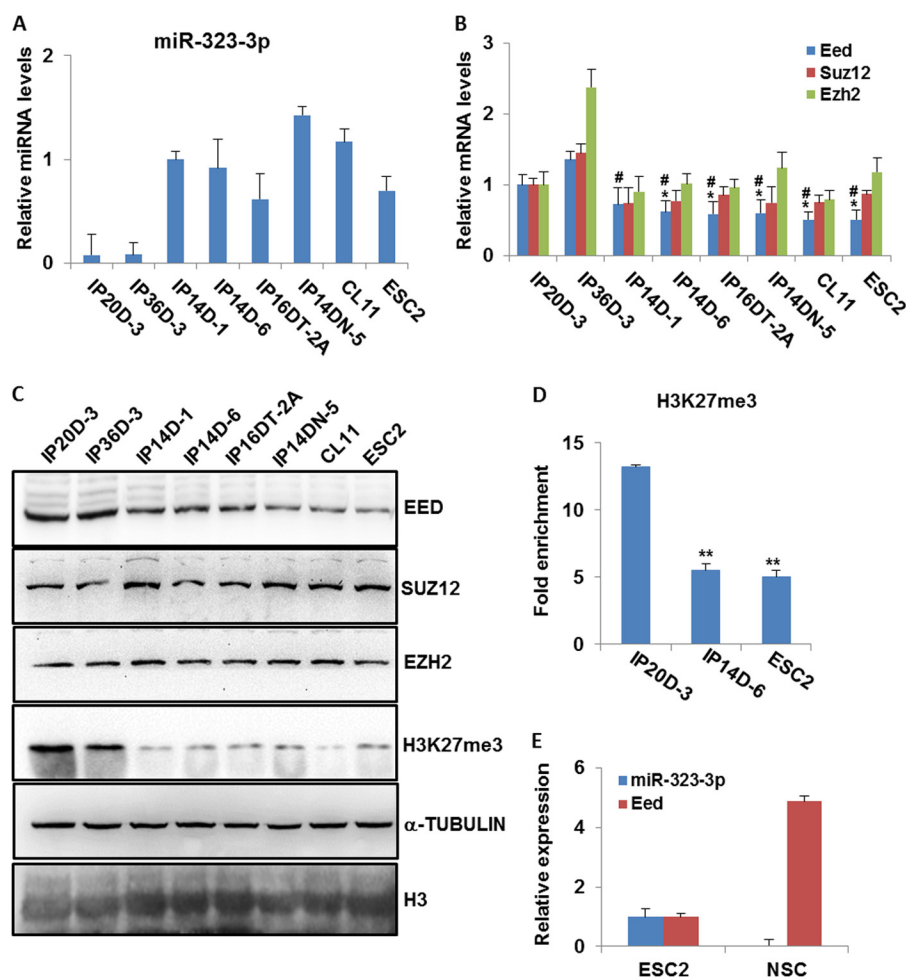 A
miR-323-3p
Relative miRNA levels
2
1
0
IP20D-3
IP36D-3
IP14D-1
IP14D-6
IP16DT-2A
IP14DN-5
CL11
ESC2
B
Relative mRNA levels
3
2
1
0
Eed
Suz12
Ezh2
#
# *
# *
# *
# *
# *
IP20D-3
IP36D-3
IP14D-1
IP14D-6
IP16DT-2A
IP14DN-5
CL11
ESC2
C
IP20D-3
IP36D-3
IP14D-1
IP14D-6
IP16DT-2A
IP14DN-5
CL11
ESC2
EED
SUZ12
EZH2
H3K27me3
α-TUBULIN
H3
D
H3K27me3
Fold enrichment
15
10
5
0
**
**
IP20D-3
IP14D-6
ESC2
E
Relative expression
6
4
2
0
miR-323-3p
Eed
ESC2
NSC